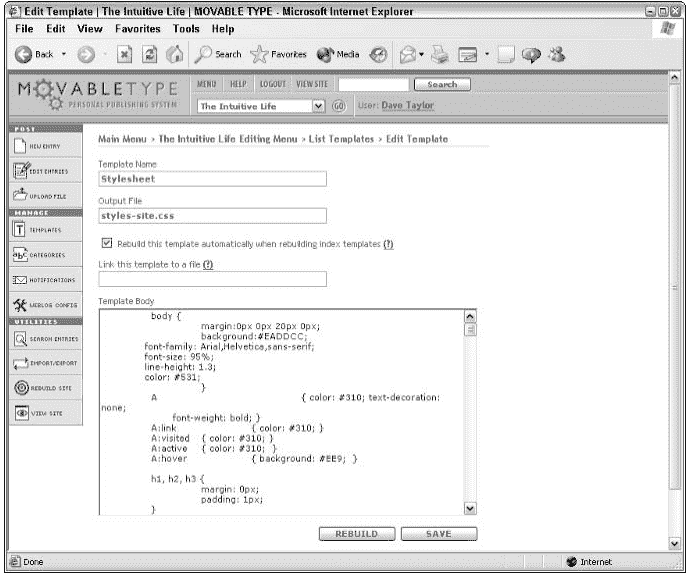 Edit Template | The Intuitive Life | MOVABLE TYPE - Microsoft Internet Explorer
File Edit View Favorites Tools Help
Back Search Favorites Media
MOVABLETYPE
PERSONAL PUBLISHING SYSTEM
MENU HELP LOGOUT VIEW SITE Search
The Intuitive Life GO User: Dave Taylor
POST
NEW ENTRY
EDIT ENTRIES
UPLOAD FILE
MANAGE
TEMPLATES
CATEGORIES
NOTIFICATIONS
WEBLOG CONFIG
UTILITIES
SEARCH ENTRIES
IMPORT/EXPORT
REBUILD SITE
VIEW SITE
Main Menu > The Intuitive Life Editing Menu > List Templates > Edit Template
Template Name
Stylesheet
Output File
styles-site.css
Rebuild this template automatically when rebuilding index templates (?)
Link this template to a file (?)
Template Body
body {
margin:0px 0px 20px 0px;
background:#EADDCC;
font-family: Arial,Helvetica,sans-serif;
font-size: 95%;
line-height: 1.3;
color: #531;
}
A { color: #310; text-decoration:
none;
font-weight: bold; }
A:link { color: #310; }
A:visited { color: #310; }
A:active { color: #310; }
A:hover { background: #EE9; }
h1, h2, h3 {
margin: 0px;
padding: 1px;
}
REBUILD SAVE
Done Internet